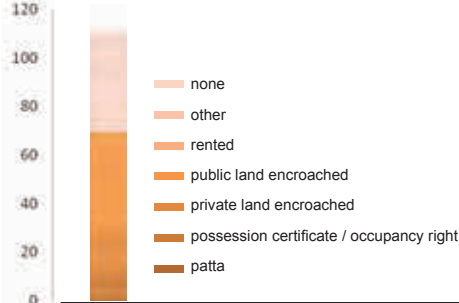 120
100
80
60
40
20
0
none
other
rented
public land encroached
private land encroached
possession certificate / occupancy right
patta